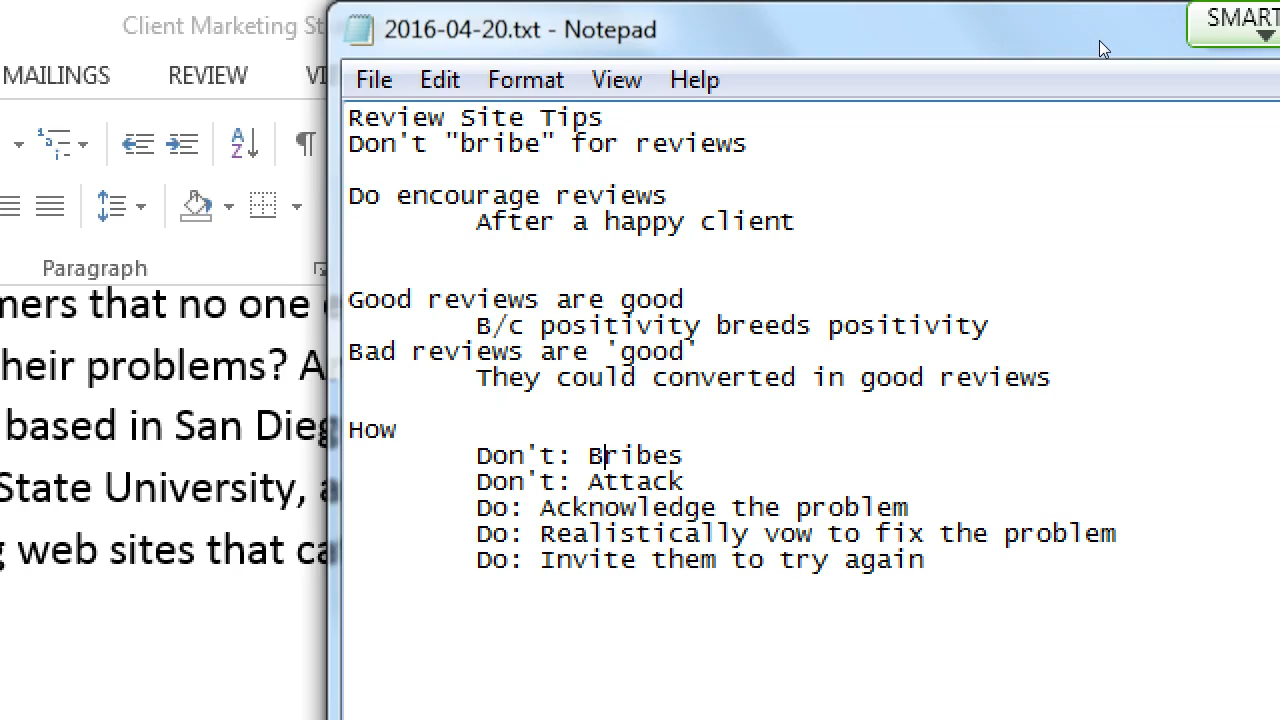 Client Marketing St
MAILINGS REVIEW
Paragraph
mers that no one
heir problems? A
based in San Dieg
State University,
g web sites that ca
2016-04-20.txt - Notepad
SMART
File Edit Format View Help
Review Site Tips
Don't "bribe" for reviews
Do encourage reviews
After a happy client
Good reviews are good
B/c positivity breeds positivity
Bad reviews are 'good'
They could converted in good reviews
How
Don't: Bribes
Don't: Attack
Do: Acknowledge the problem
Do: Realistically vow to fix the problem
Do: Invite them to try again